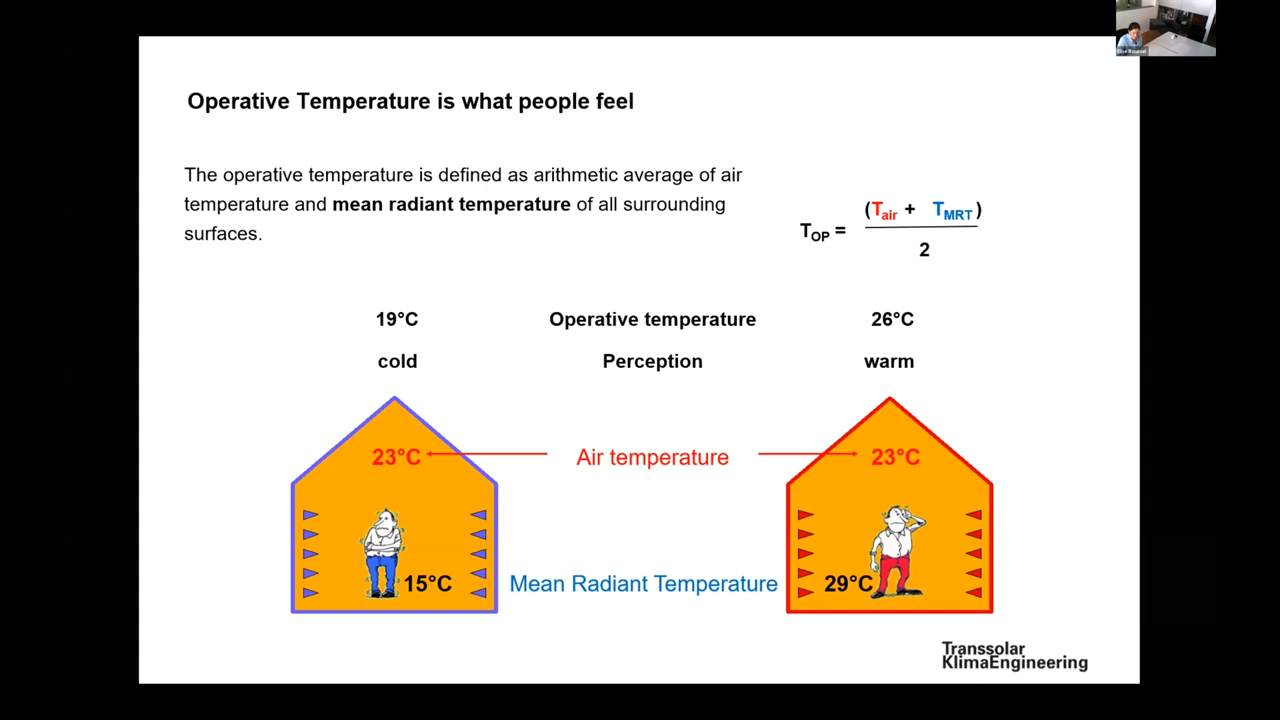 Operative Temperature is what people feel
The operative temperature is defined as arithmetic average of air
temperature and mean radiant temperature of all surrounding
surfaces.
(Tair + TMRT)
TOP =
2
19°C Operative temperature 26°C
cold Perception warm
23°C Air temperature 23°C
15°C Mean Radiant Temperature 29°C
Transsolar
KlimaEngineering